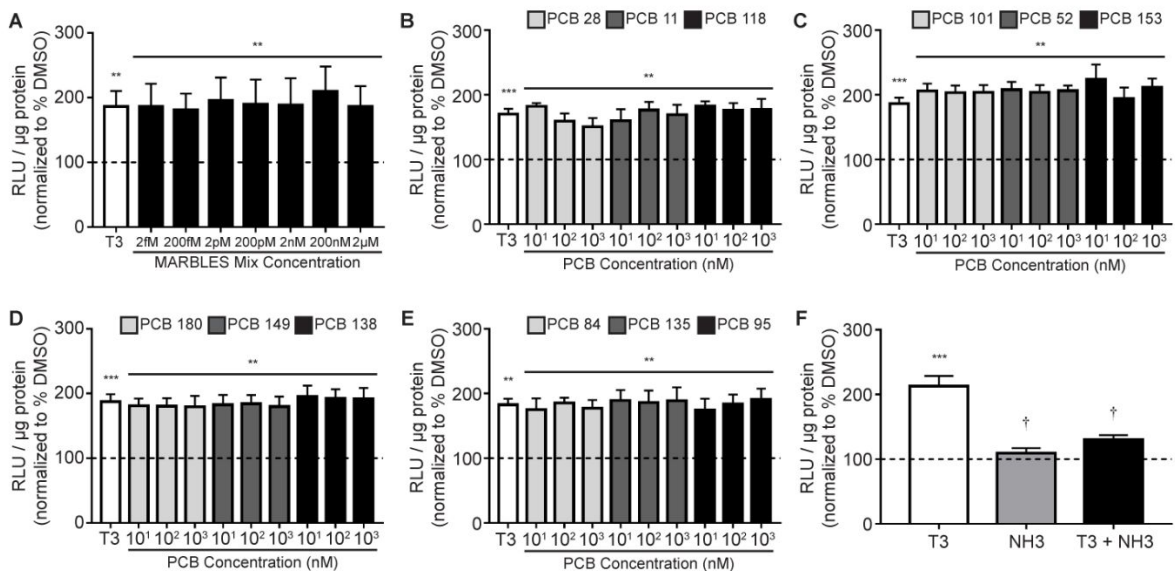 A
RLU / µg protein
(normalized to % DMSO)
300
200
100
0
**
**
T3 2fM 200fM 2pM 200pM 2nM 200nM 2µM
MARBLES Mix Concentration
B
PCB 28 PCB 11 PCB 118
RLU / µg protein
(normalized to % DMSO)
300
200
100
0
***
**
T3 10¹ 10² 10³ 10¹ 10² 10³ 10¹ 10² 10³
PCB Concentration (nM)
C
PCB 101 PCB 52 PCB 153
RLU / µg protein
(normalized to % DMSO)
300
200
100
0
***
**
T3 10¹ 10² 10³ 10¹ 10² 10³ 10¹ 10² 10³
PCB Concentration (nM)
D
PCB 180 PCB 149 PCB 138
RLU / µg protein
(normalized to % DMSO)
300
200
100
0
***
**
T3 10¹ 10² 10³ 10¹ 10² 10³ 10¹ 10² 10³
PCB Concentration (nM)
E
PCB 84 PCB 135 PCB 95
RLU / µg protein
(normalized to % DMSO)
300
200
100
0
**
**
T3 10¹ 10² 10³ 10¹ 10² 10³ 10¹ 10² 10³
PCB Concentration (nM)
F
RLU / µg protein
(normalized to % DMSO)
300
200
100
0
***
†
†
T3 NH3 T3 + NH3